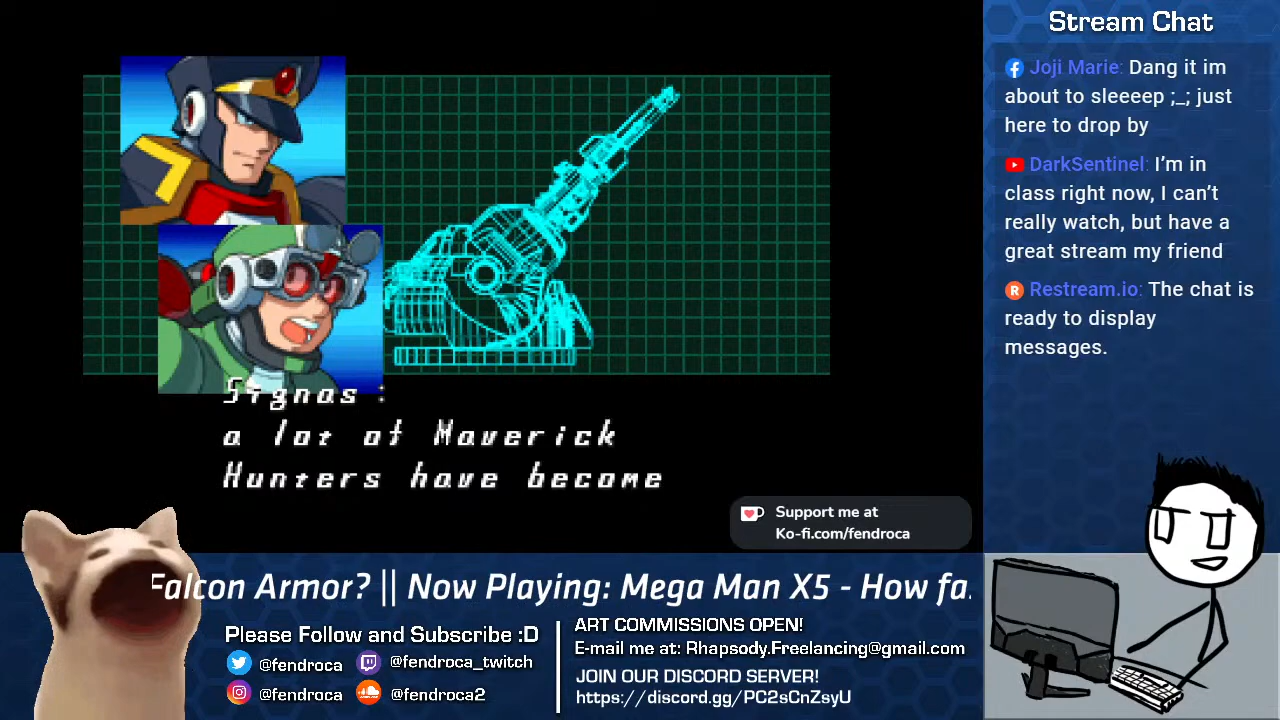 Signas :
a lot of Maverick
Hunters have become
Support me at
Ko-fi.com/fendroca
Falcon Armor? || Now Playing: Mega Man X5 - How fa
Please Follow and Subscribe :D
@fendroca
@fendroca_twitch
@fendroca
@fendroca2
ART COMMISSIONS OPEN!
E-mail me at: Rhapsody.Freelancing@gmail.com
JOIN OUR DISCORD SERVER!
https://discord.gg/PC2sCnZsyU
Stream Chat
Joji Marie: Dang it im
about to sleeeep ;_; just
here to drop by
DarkSentinel: I’m in
class right now, I can’t
really watch, but have a
great stream my friend
R Restream.io: The chat is
ready to display
messages.